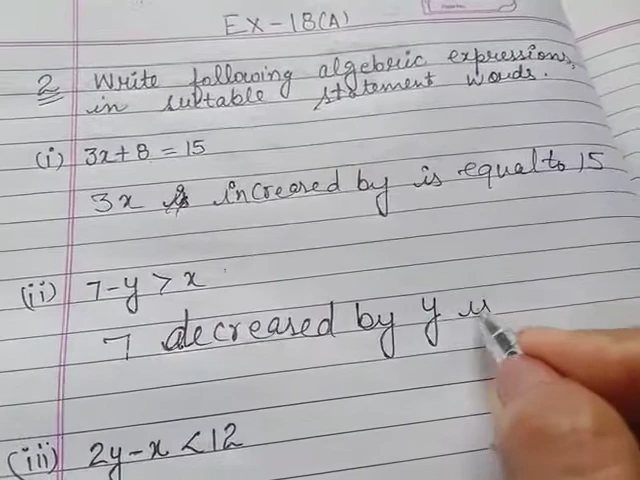 EX-18(A)
2 Write following algebric expressions,
in suitable statement words.
(i) 3x+8 = 15
3x is increased by is equal to 15
(ii) 7-y > x
7 decreased by y
(iii) 2y-x < 12